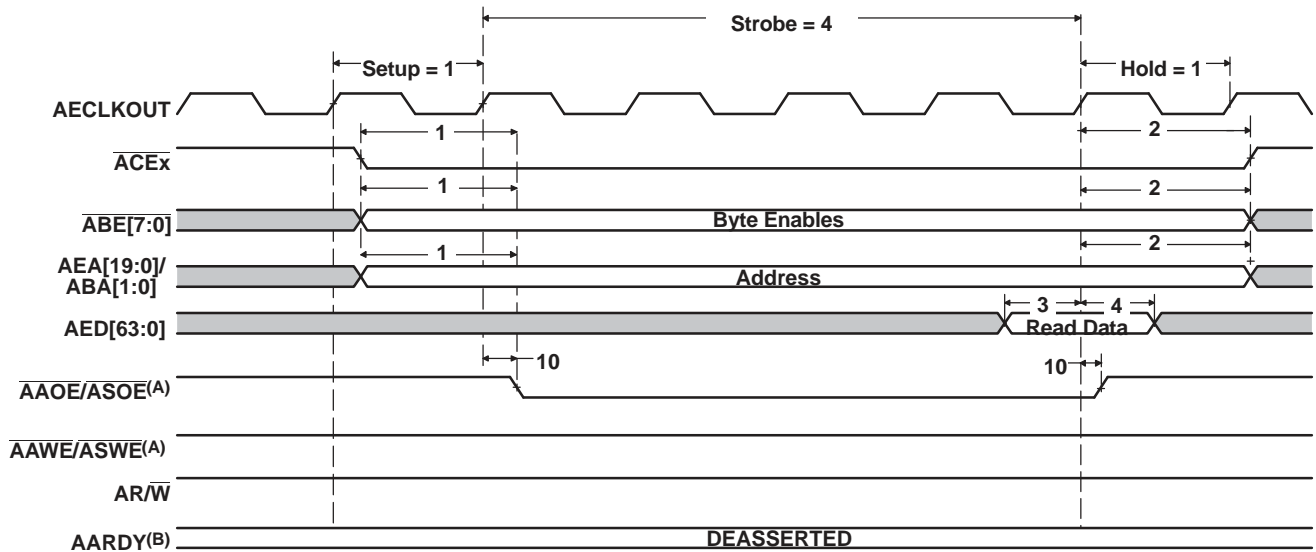 Strobe = 4
Setup = 1
Hold = 1
AECLKOUT
1
2
ACEx
1
2
ABE[7:0]
Byte Enables
1
2
AEA[19:0]/
ABA[1:0]
Address
3
4
AED[63:0]
Read Data
10
10
AAOE/ASOE(A)
AAWE/ASWE(A)
AR/W
AARDY(B)
DEASSERTED